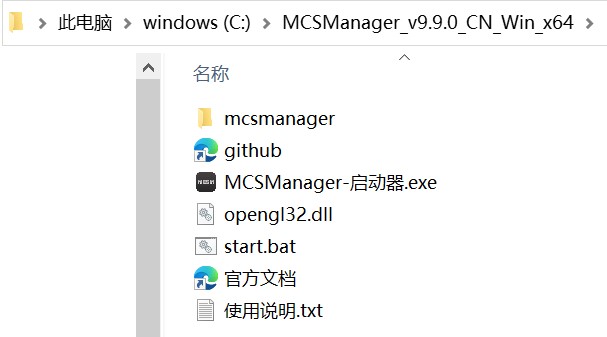 此电脑 windows (C:) MCSManager_v9.9.0_CN_Win_x64
名称
mcsmanager
github
MCSManager-启动器.exe
opengl32.dll
start.bat
官方文档
使用说明.txt